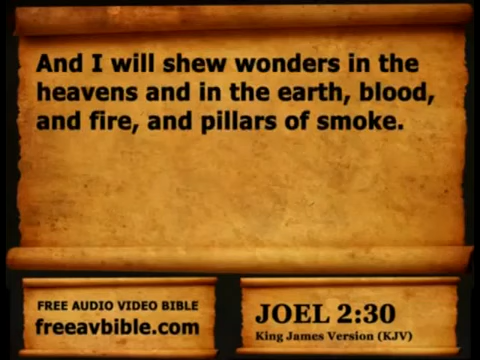 And I will shew wonders in the
heavens and in the earth, blood,
and fire, and pillars of smoke.
FREE AUDIO VIDEO BIBLE
freeavbible.com
JOEL 2:30
King James Version (KJV)